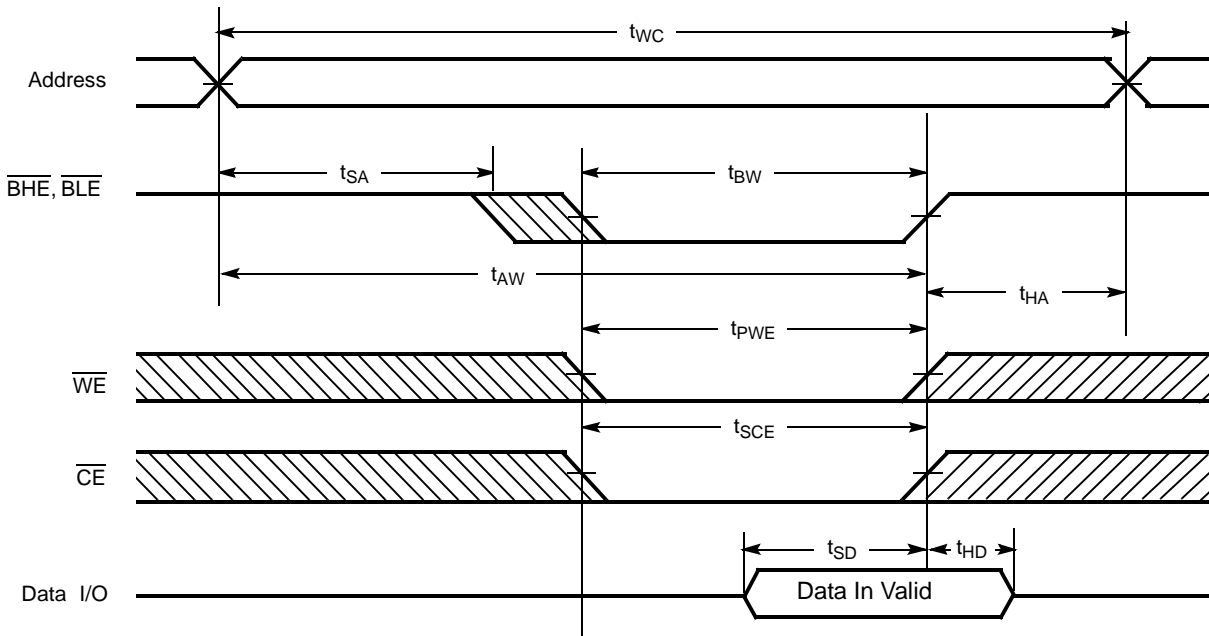 tWC
Address
tSA
tBW
BHE, BLE
tAW
tHA
tPWE
WE
tSCE
CE
tSD
tHD
Data I/O
Data In Valid